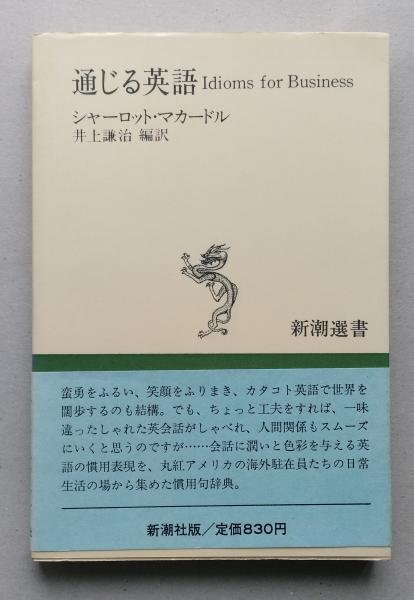 通じる英語 Idioms for Business
シャーロット・マカードル
井上謙治 編訳
新潮選書
蛮勇をふるい、笑顔をふりまき、カタコト英語で世界を
闊歩するのも結構。でも、ちょっと工夫をすれば、一味
違ったしゃれた英会話がしゃべれ、人間関係もスムーズ
にいくと思うのですが……会話に潤いと色彩を与える英
語の慣用表現を、丸紅アメリカの海外駐在員たちの日常
生活の場から集めた慣用句辞典。
新潮社版／定価830円